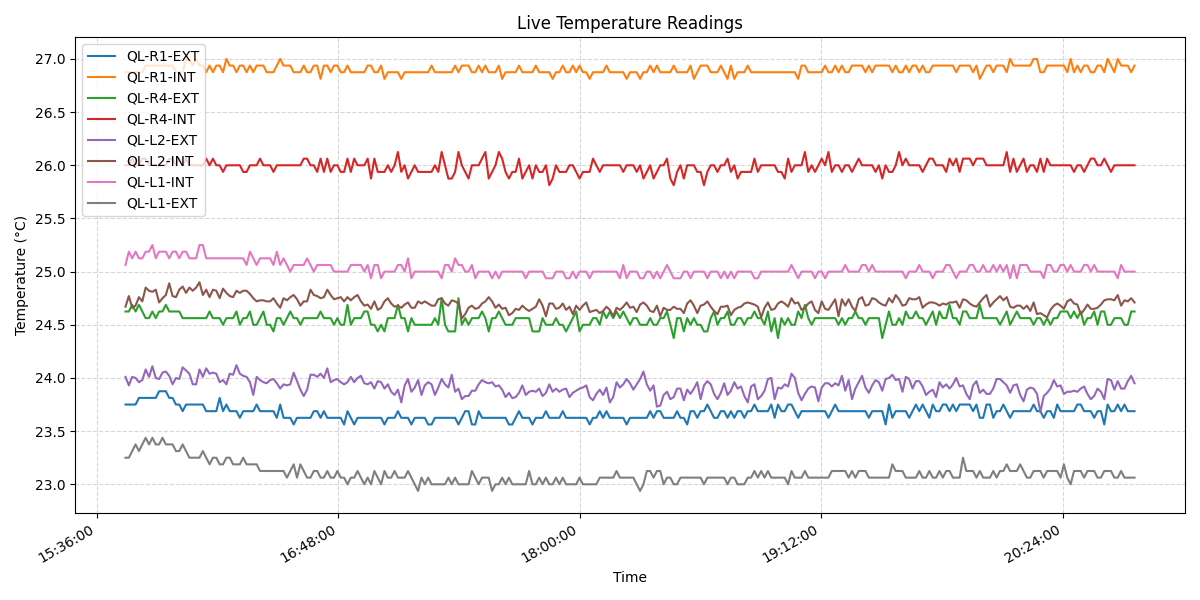 Live Temperature Readings
QL-R1-EXT
QL-R1-INT
QL-R4-EXT
QL-R4-INT
QL-L2-EXT
QL-L2-INT
QL-L1-INT
QL-L1-EXT
Temperature (°C)
27.0
26.5
26.0
25.5
25.0
24.5
24.0
23.5
23.0
15:36:00
16:48:00
18:00:00
19:12:00
20:24:00
Time